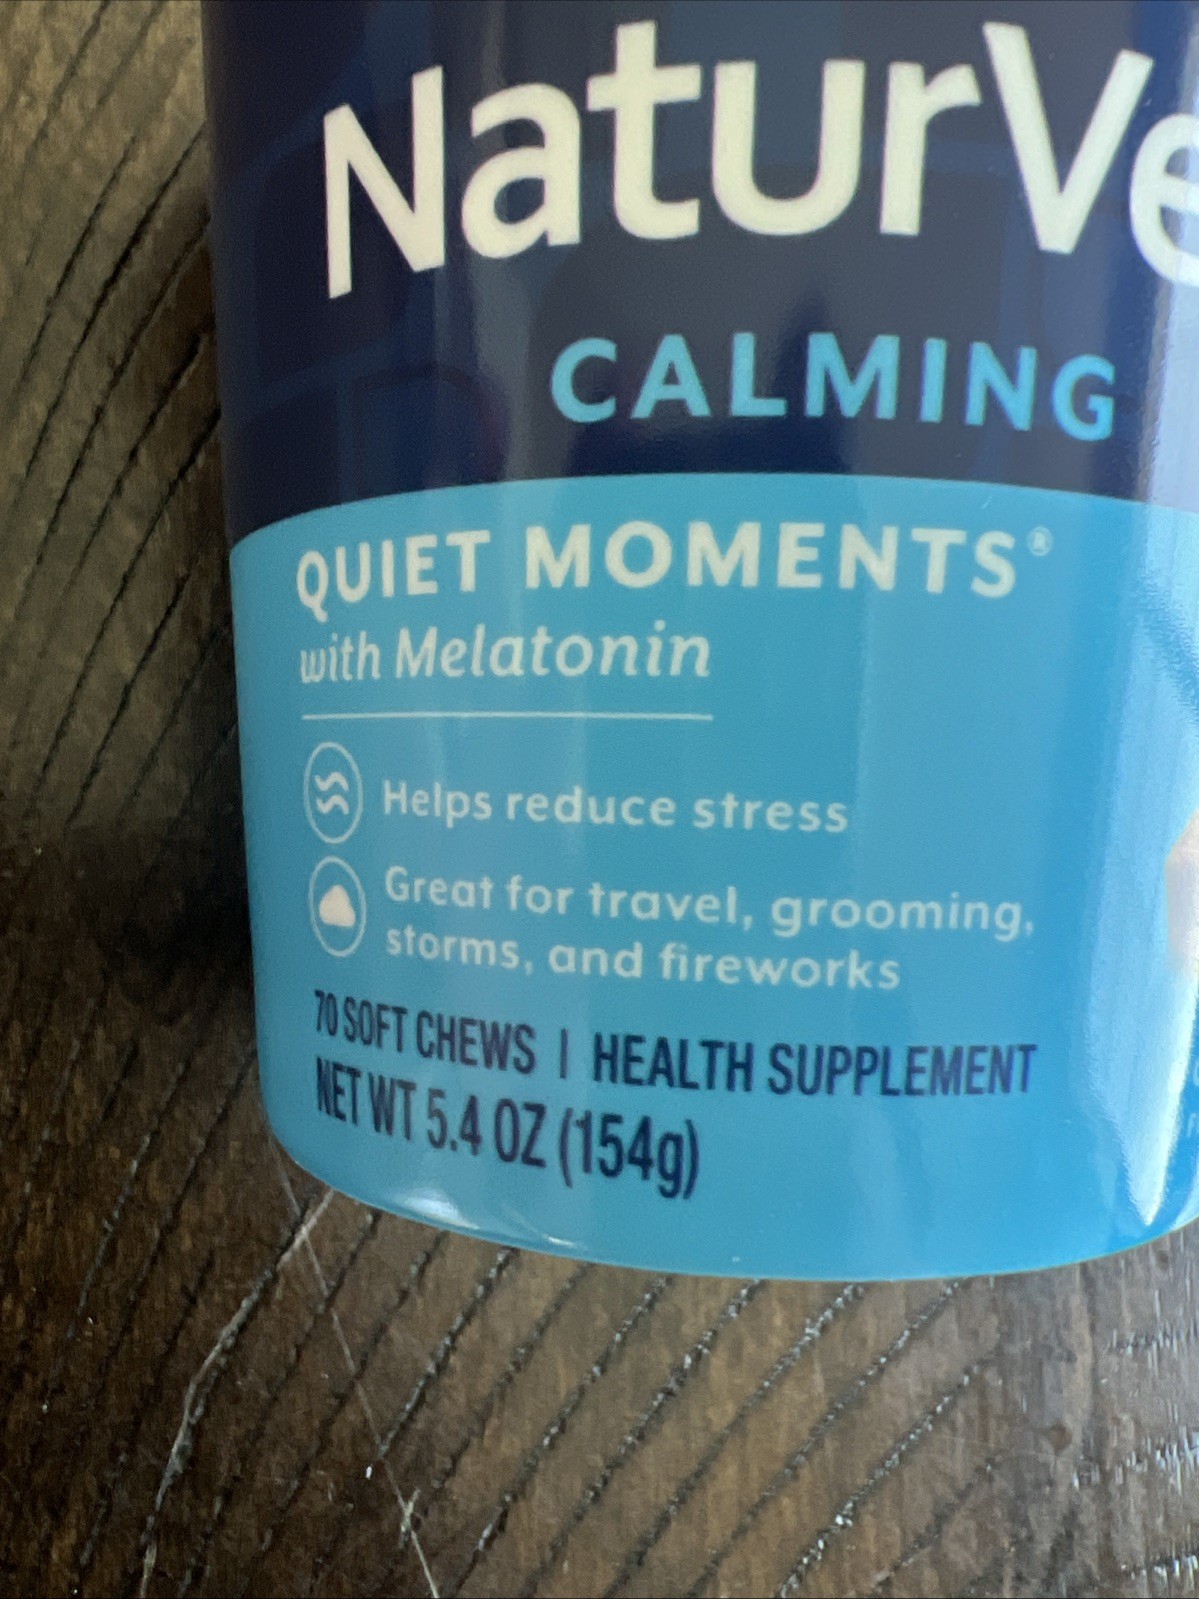 NaturVe
CALMING
QUIET MOMENTS®
with Melatonin
Helps reduce stress
Great for travel, grooming,
storms, and fireworks
70 SOFT CHEWS | HEALTH SUPPLEMENT
NET WT 5.4 OZ (154g)